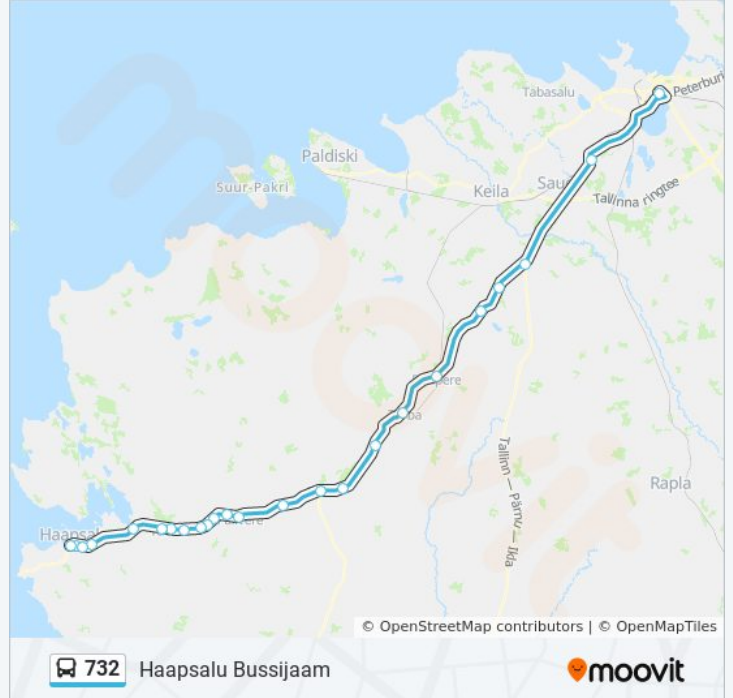 Tabasalu
Peterburi
Paldiski
Suur-Pakri
Keila
Tallinna ringtee
Tallinn — Pärnu — Ikla
Rapla
Haapsalu
© OpenStreetMap contributors | © OpenMapTiles
732 Haapsalu Bussijaam
moovit